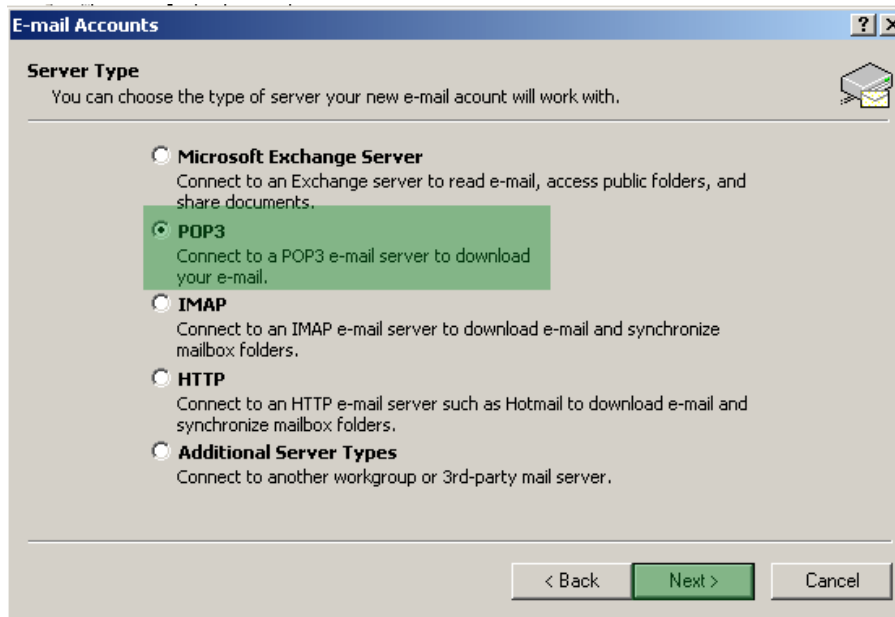 E-mail Accounts
Server Type
You can choose the type of server your new e-mail acount will work with.
Microsoft Exchange Server
Connect to an Exchange server to read e-mail, access public folders, and
share documents.
POP3
Connect to a POP3 e-mail server to download
your e-mail.
IMAP
Connect to an IMAP e-mail server to download e-mail and synchronize
mailbox folders.
HTTP
Connect to an HTTP e-mail server such as Hotmail to download e-mail and
synchronize mailbox folders.
Additional Server Types
Connect to another workgroup or 3rd-party mail server.
< Back Next > Cancel